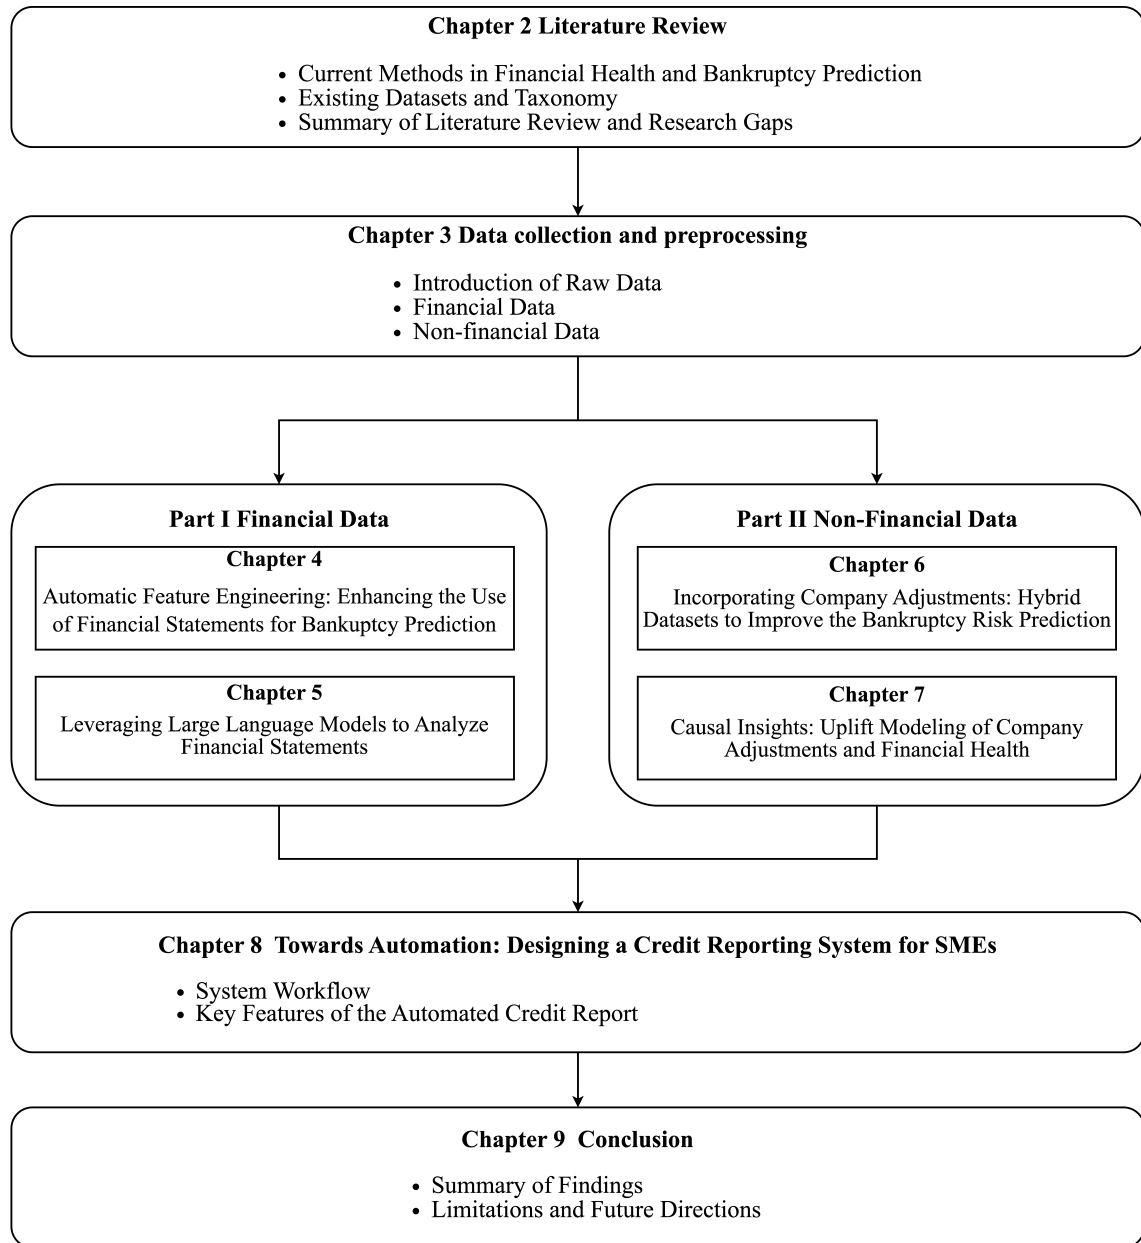 Chapter 2 Literature Review
• Current Methods in Financial Health and Bankruptcy Prediction
• Existing Datasets and Taxonomy
• Summary of Literature Review and Research Gaps
Chapter 3 Data collection and preprocessing
• Introduction of Raw Data
• Financial Data
• Non-financial Data
Part I Financial Data
Chapter 4
Automatic Feature Engineering: Enhancing the Use
of Financial Statements for Bankuptcy Prediction
Chapter 5
Leveraging Large Language Models to Analyze
Financial Statements
Part II Non-Financial Data
Chapter 6
Incorporating Company Adjustments: Hybrid
Datasets to Improve the Bankruptcy Risk Prediction
Chapter 7
Causal Insights: Uplift Modeling of Company
Adjustments and Financial Health
Chapter 8  Towards Automation: Designing a Credit Reporting System for SMEs
• System Workflow
• Key Features of the Automated Credit Report
Chapter 9  Conclusion
• Summary of Findings
• Limitations and Future Directions